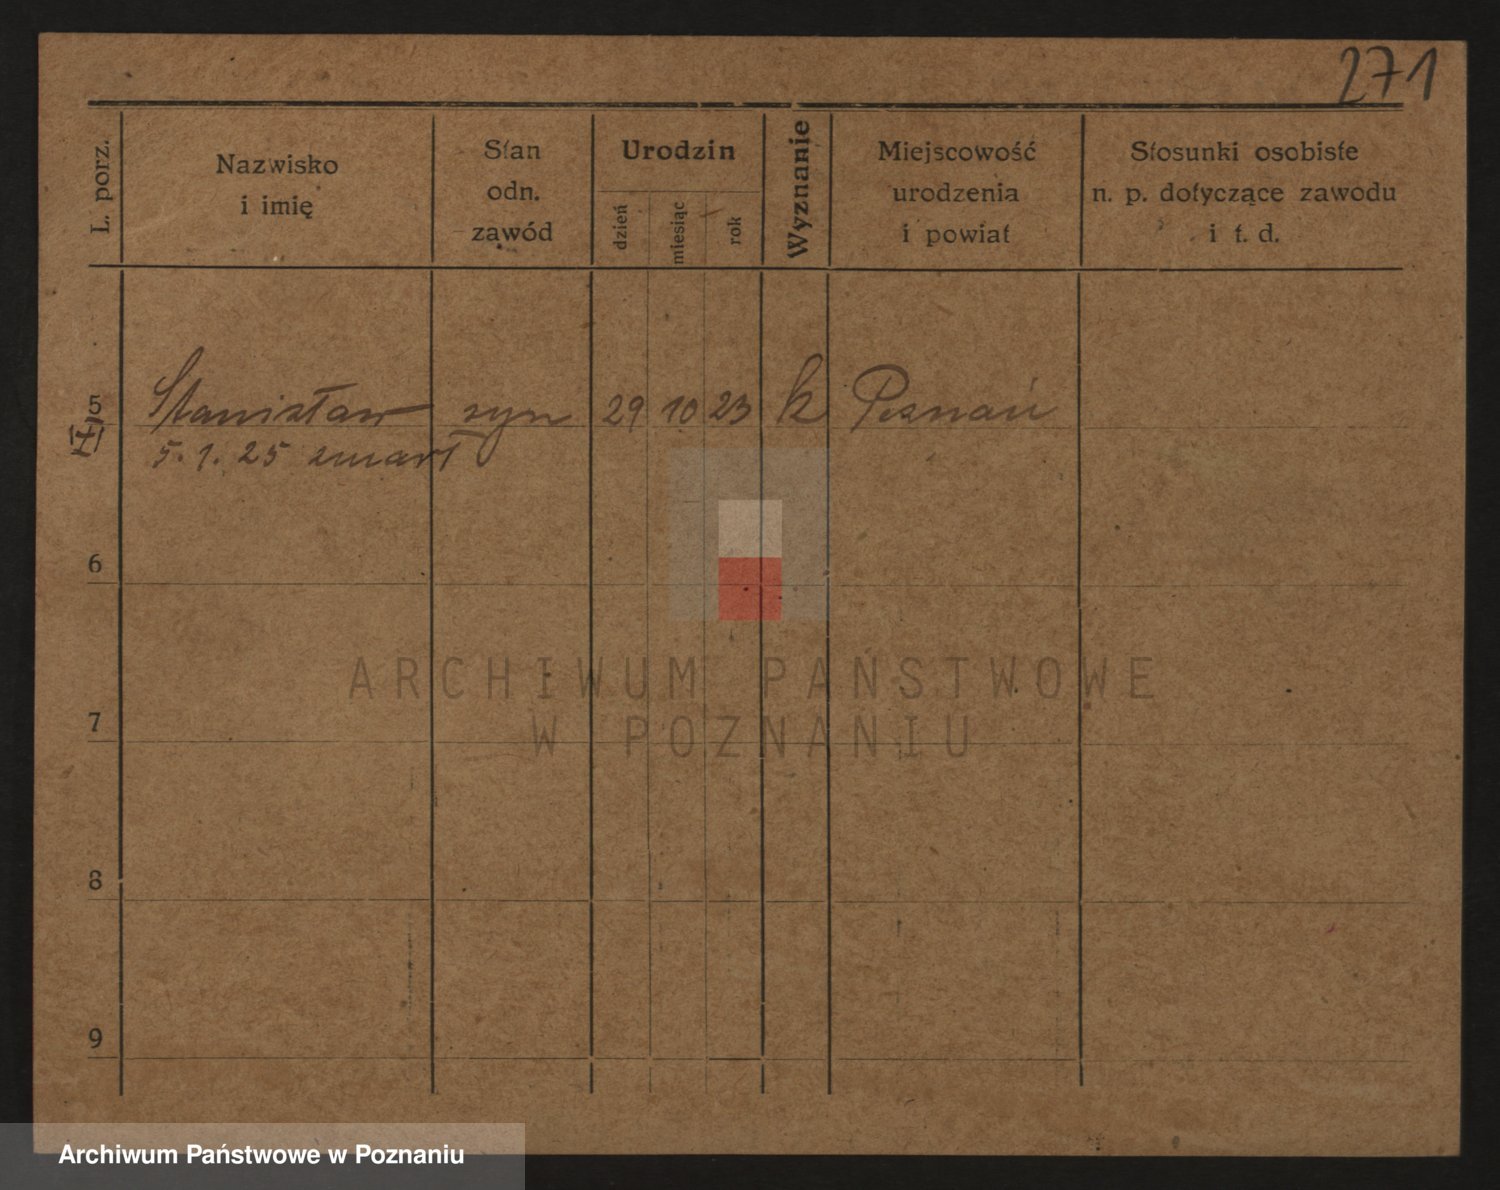 271
L. porz.
Nazwisko
i imię
Stan
odn.
zawód
Urodzin
dzień
miesiąc
rok
Wyznanie
Miejscowość
urodzenia
i powiat
Stosunki osobiste
n. p. dotyczące zawodu
i t. d.
5 Stanisław syn 29 10 23 k Poznań
5. 1. 25 zmarł
6
7
8
9
ARCHIWUM PAŃSTWOWE
W POZNANIU
Archiwum Państwowe w Poznaniu